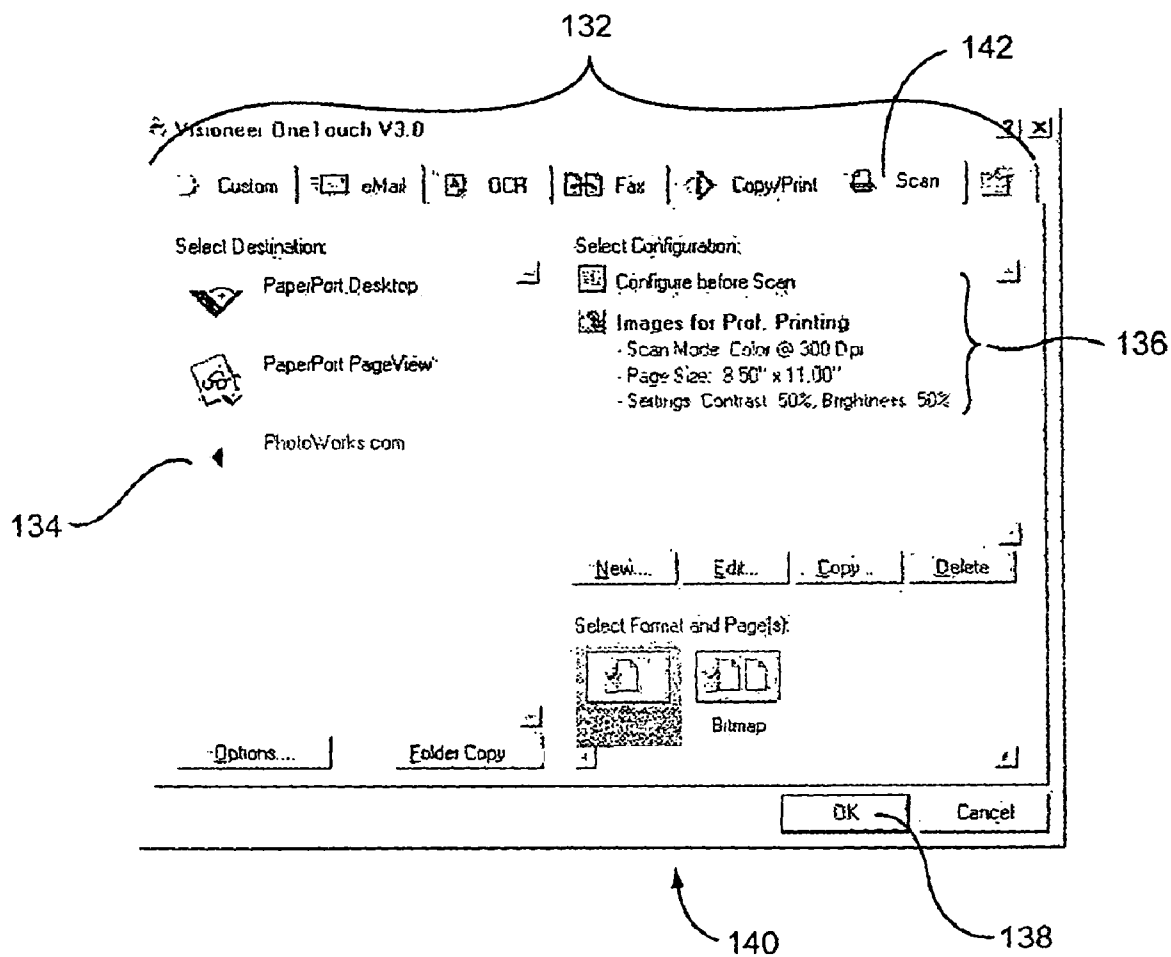 132
142
Visioneer OneTouch V3.0
Custom eMail OCR Fax Copy/Print Scan
Select Destination:
PaperPort Desktop
PaperPort PageView
PhotoWorks.com
Select Configuration:
Configure before Scan
Images for Prof. Printing
- Scan Mode: Color @ 300 Dpi
- Page Size: 8.50" x 11.00"
- Settings: Contrast: 50%, Brightness: 50%
136
134
New... Edit... Copy... Delete
Select Format and Page(s):
Bitmap
Options... Folder Copy
OK Cancel
140
138